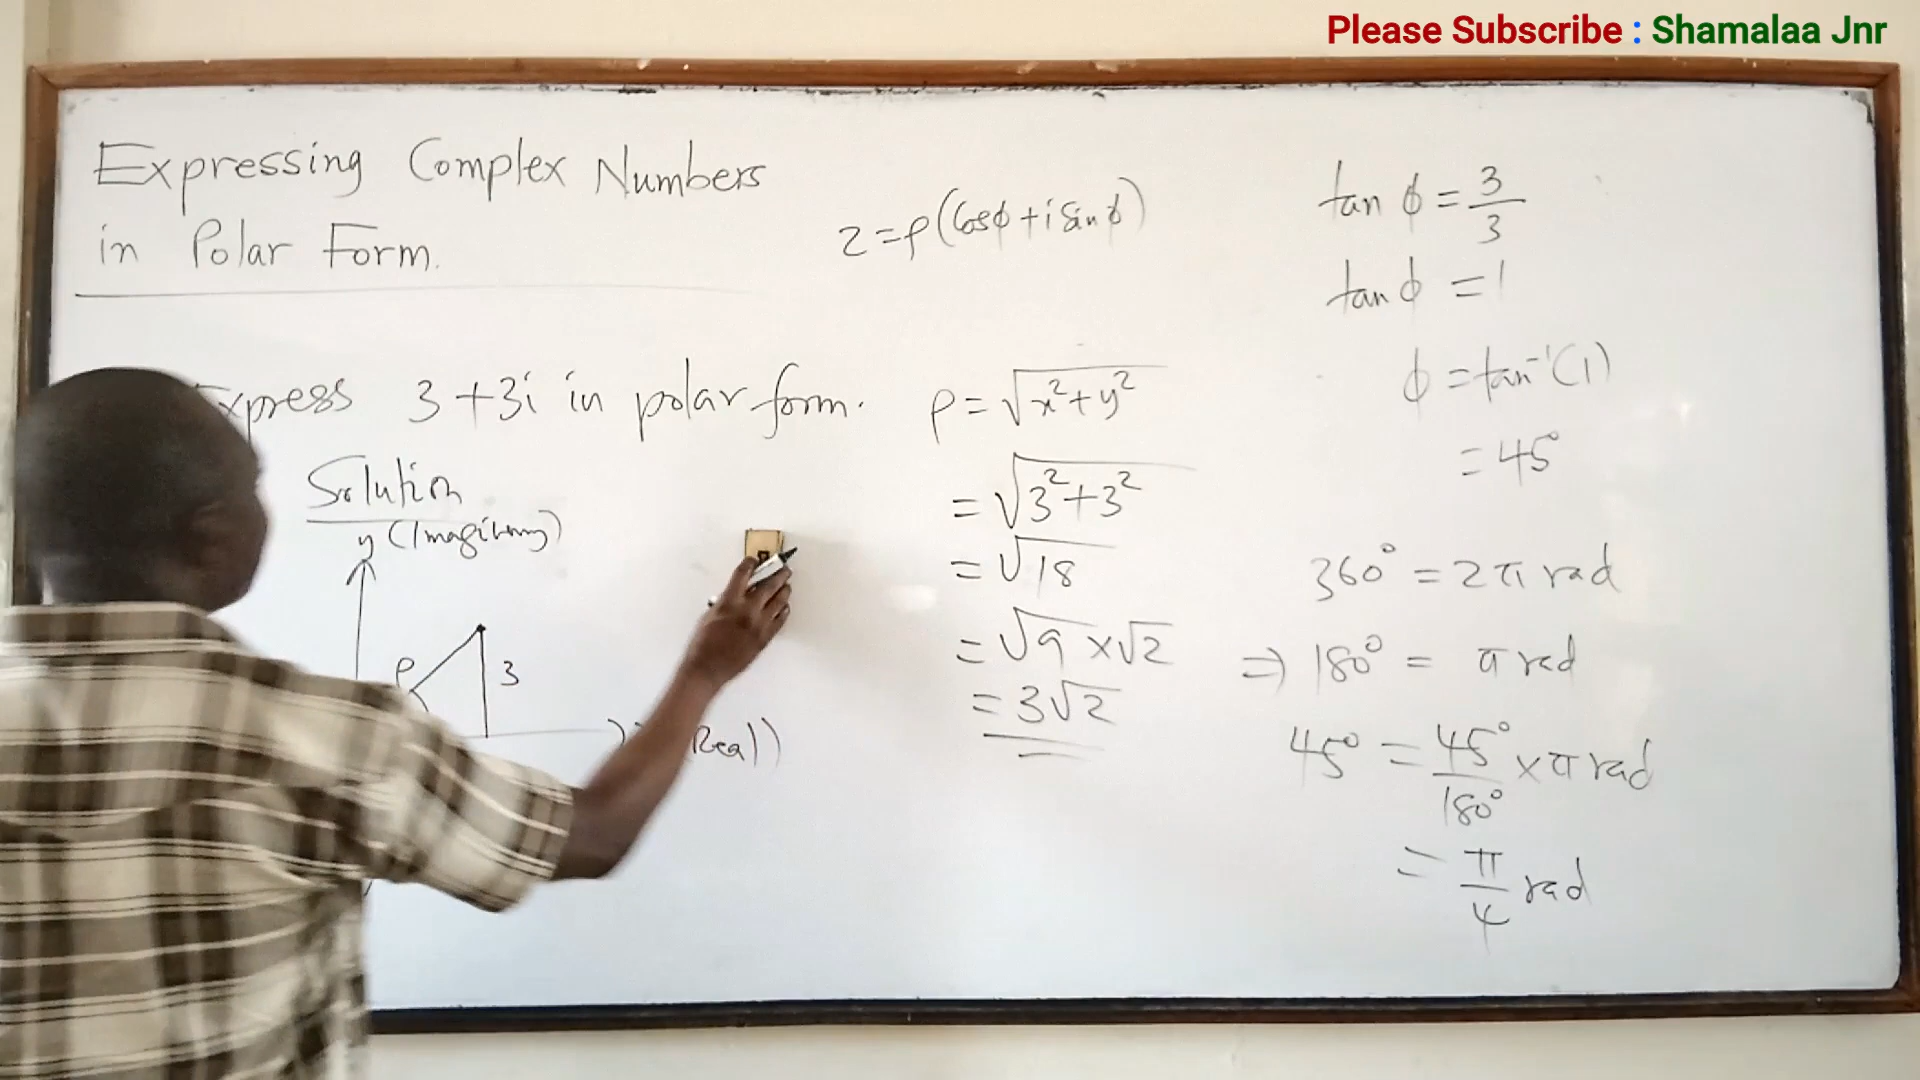 Please Subscribe : Shamalaa Jnr
Expressing Complex Numbers
in Polar Form.
z=ρ(Cosϕ+i Sinϕ)
Express 3+3i in polar form.
Solution
y (Imaginary)
ρ
3
(Real)
ρ = √(x²+y²)
= √(3²+3²)
= √18
= √9 × √2
= 3√2
tan ϕ = 3/3
tan ϕ = 1
ϕ = tan⁻¹(1)
= 45°
360° = 2π rad
⇒ 180° = π rad
45° = 45°/180° × π rad
= π/4 rad